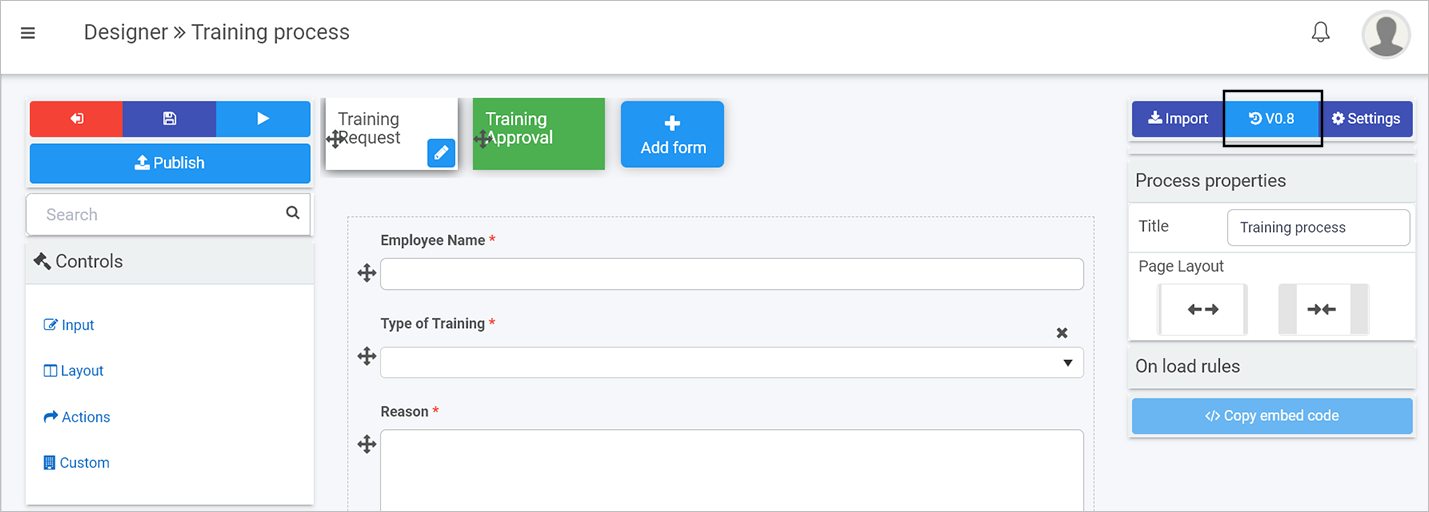 Designer » Training process
Publish
Search
Controls
Input
Layout
Actions
Custom
Training
Request
Training
Approval
Add form
Employee Name *
Type of Training *
Reason *
Import
V0.8
Settings
Process properties
Title
Training process
Page Layout
On load rules
</> Copy embed code